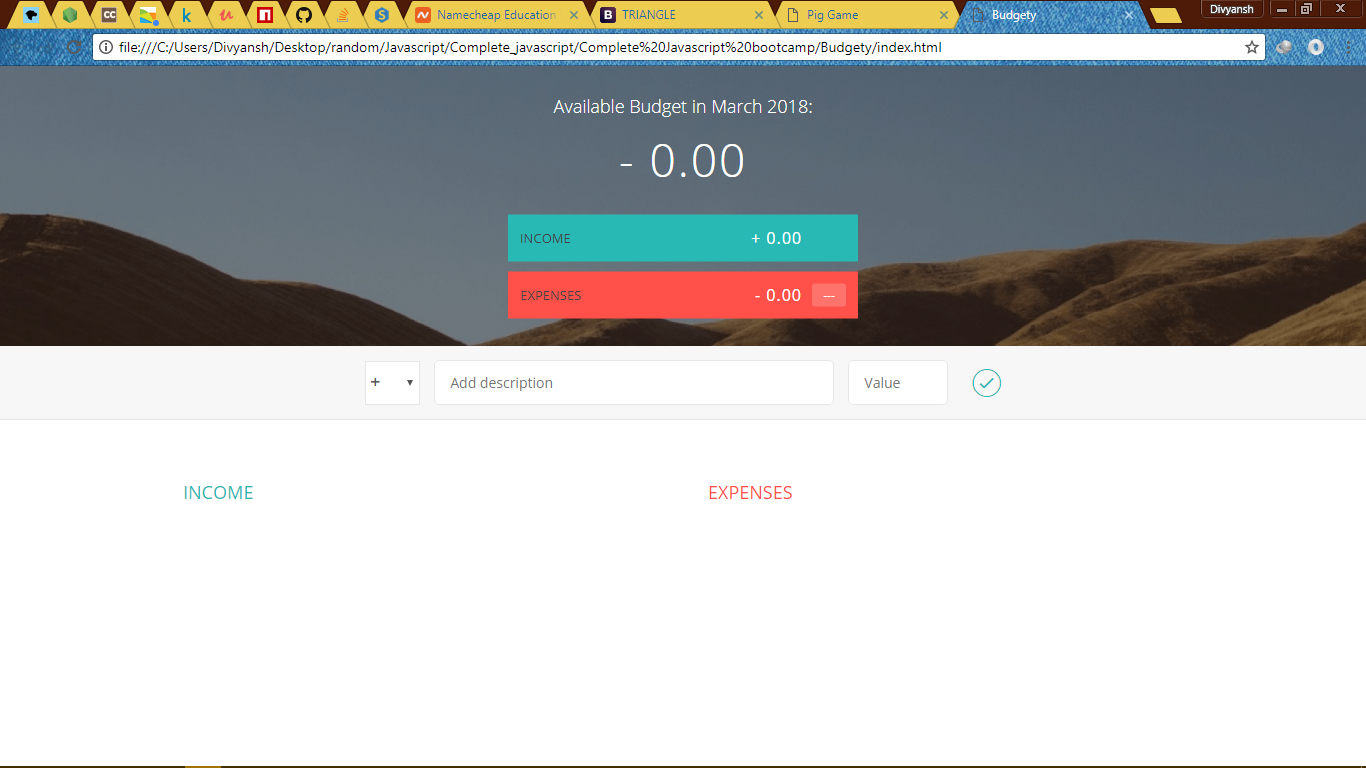 CC k Namecheap Education TRIANGLE Pig Game Budgety Divyansh
file:///C:/Users/Divyansh/Desktop/random/Javascript/Complete_javascript/Complete%20Javascript%20bootcamp/Budgety/index.html
Available Budget in March 2018:
- 0.00
INCOME + 0.00
EXPENSES - 0.00 ---
+ Add description Value
INCOME EXPENSES